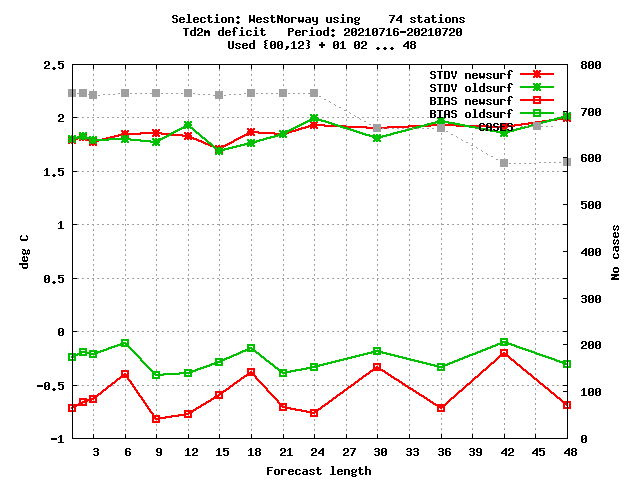 Selection: WestNorway using    74 stations
Td2m deficit   Period: 20210716-20210720
Used {00,12} + 01 02 ... 48
STDV newsurf
STDV oldsurf
BIAS newsurf
BIAS oldsurf
CASES
deg C
2.5
2
1.5
1
0.5
0
-0.5
-1
No cases
800
700
600
500
400
300
200
100
0
3 6 9 12 15 18 21 24 27 30 33 36 39 42 45 48
Forecast length